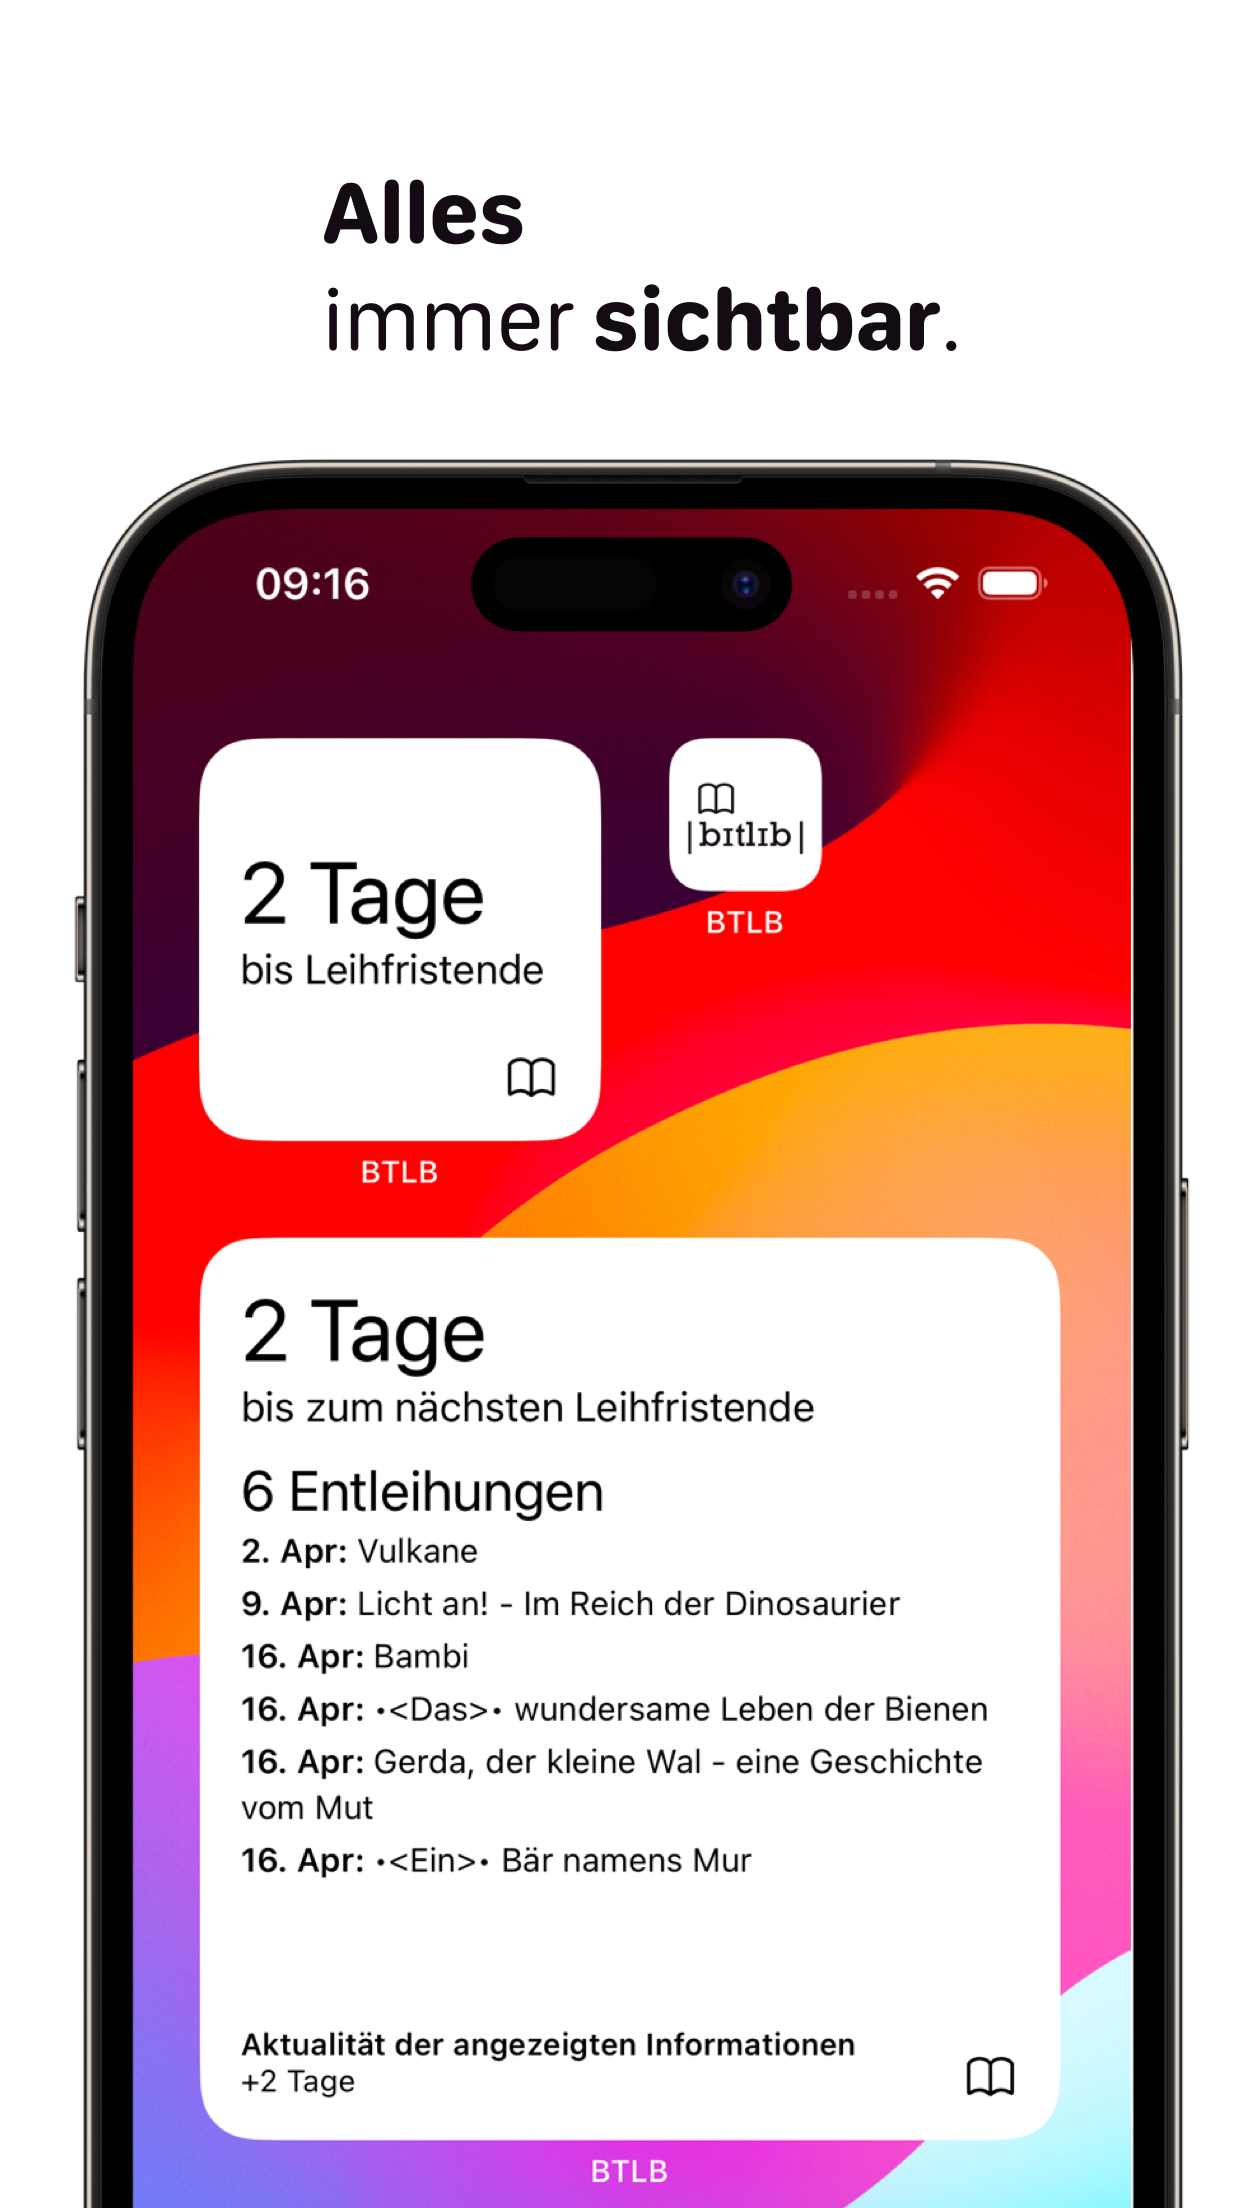 Alles
immer sichtbar.
09:16
2 Tage
bis Leihfristende
BTLB
|bıtlıb|
BTLB
2 Tage
bis zum nächsten Leihfristende
6 Entleihungen
2. Apr: Vulkane
9. Apr: Licht an! - Im Reich der Dinosaurier
16. Apr: Bambi
16. Apr: •<Das>• wundersame Leben der Bienen
16. Apr: Gerda, der kleine Wal - eine Geschichte
vom Mut
16. Apr: •<Ein>• Bär namens Mur
Aktualität der angezeigten Informationen
+2 Tage
BTLB